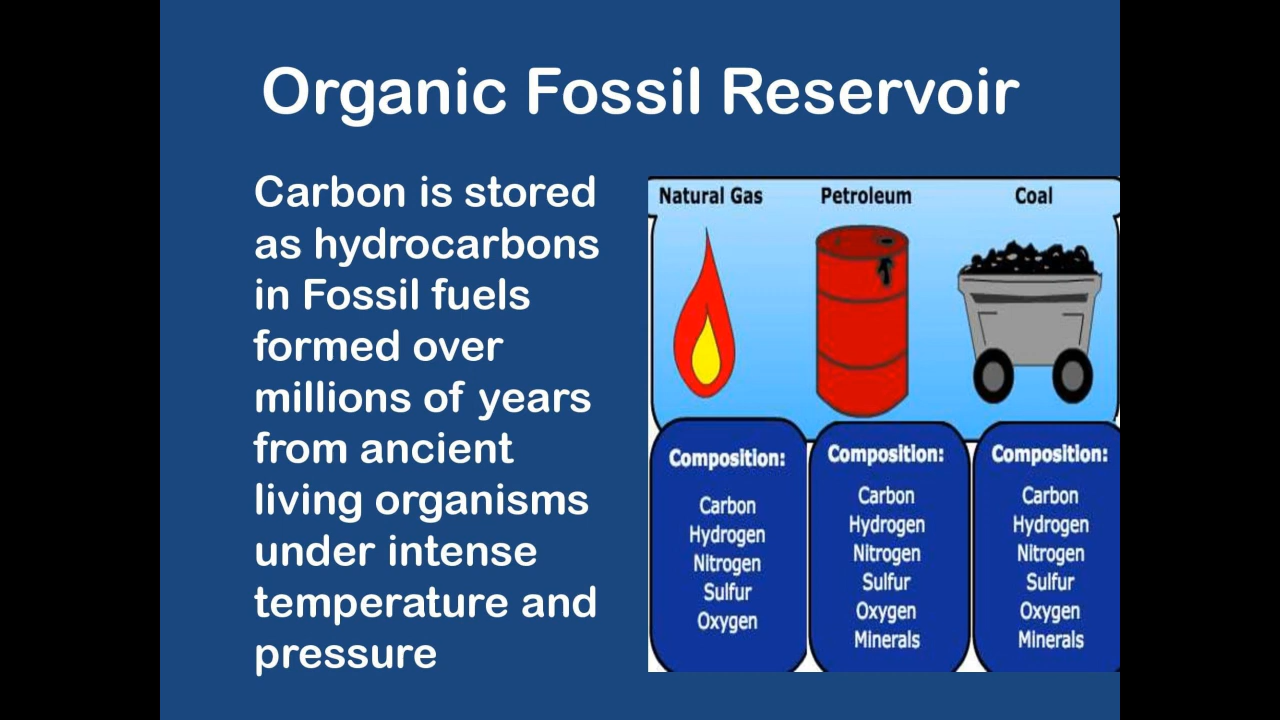 Organic Fossil Reservoir
Carbon is stored
as hydrocarbons
in Fossil fuels
formed over
millions of years
from ancient
living organisms
under intense
temperature and
pressure
Natural Gas
Petroleum
Coal
Composition:
Carbon
Hydrogen
Nitrogen
Sulfur
Oxygen
Composition:
Carbon
Hydrogen
Nitrogen
Sulfur
Oxygen
Minerals
Composition:
Carbon
Hydrogen
Nitrogen
Sulfur
Oxygen
Minerals